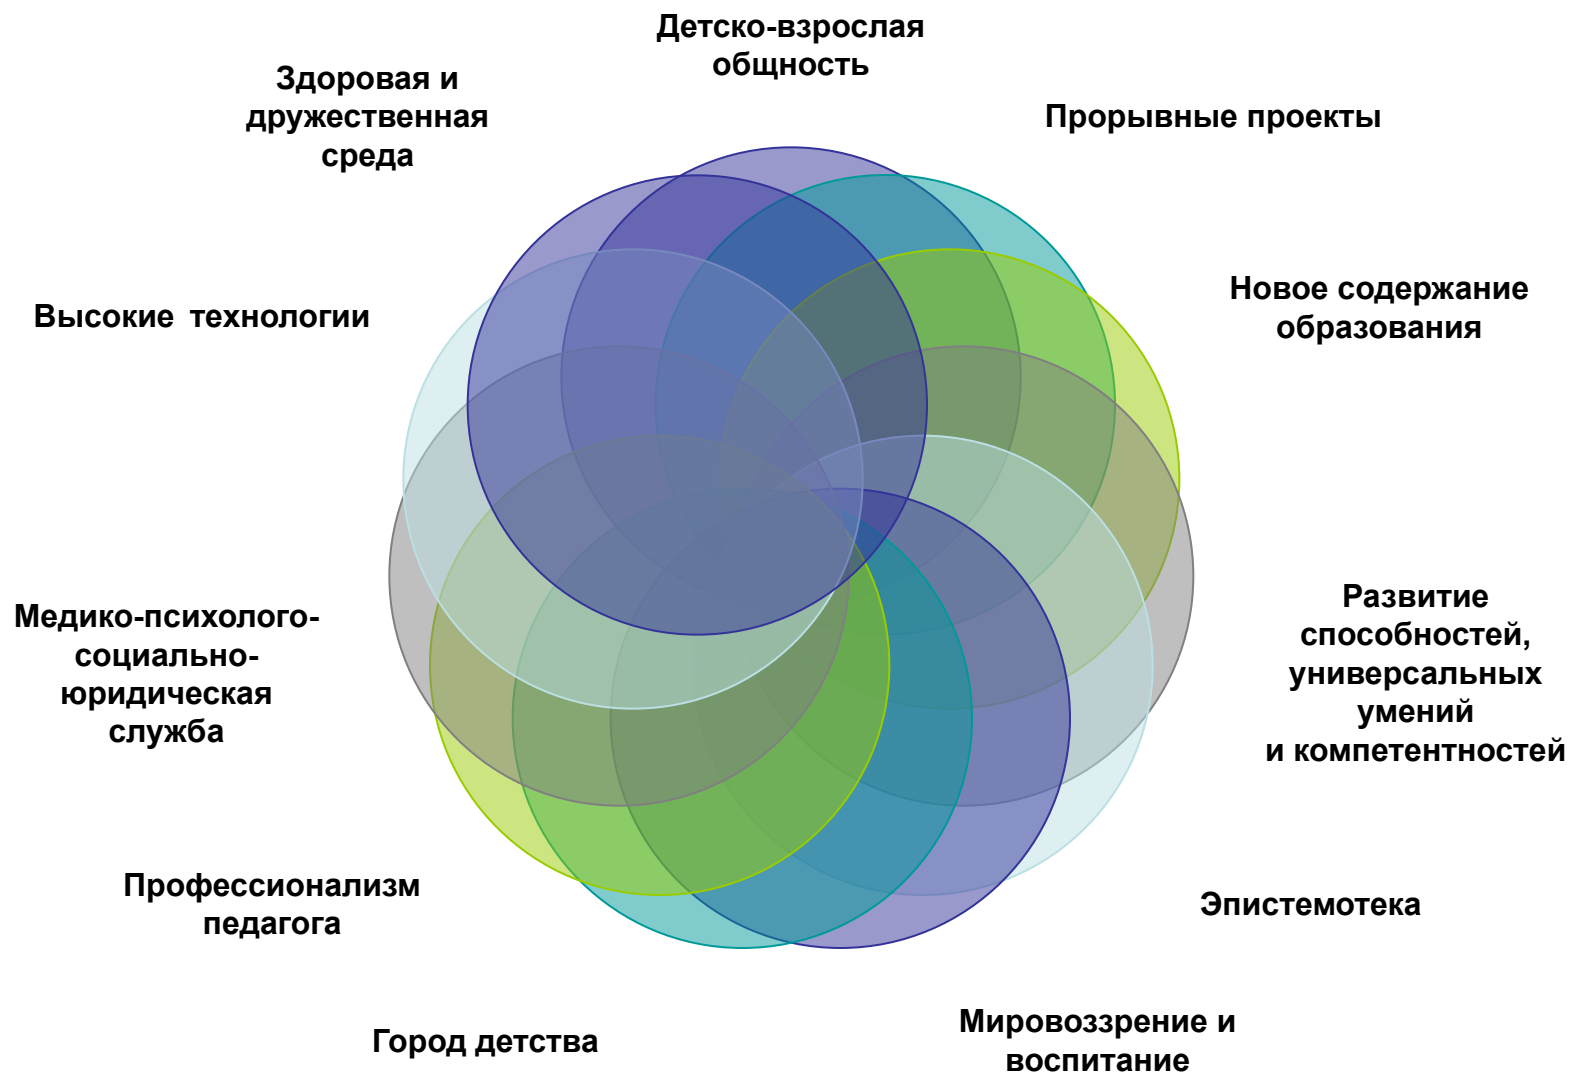 Детско-взрослая
общность
Здоровая и
дружественная
среда
Прорывные проекты
Высокие технологии
Новое содержание
образования
Медико-психолого-
социально-
юридическая
служба
Развитие
способностей,
универсальных
умений
и компетентностей
Профессионализм
педагога
Эпистемотека
Город детства
Мировоззрение и
воспитание